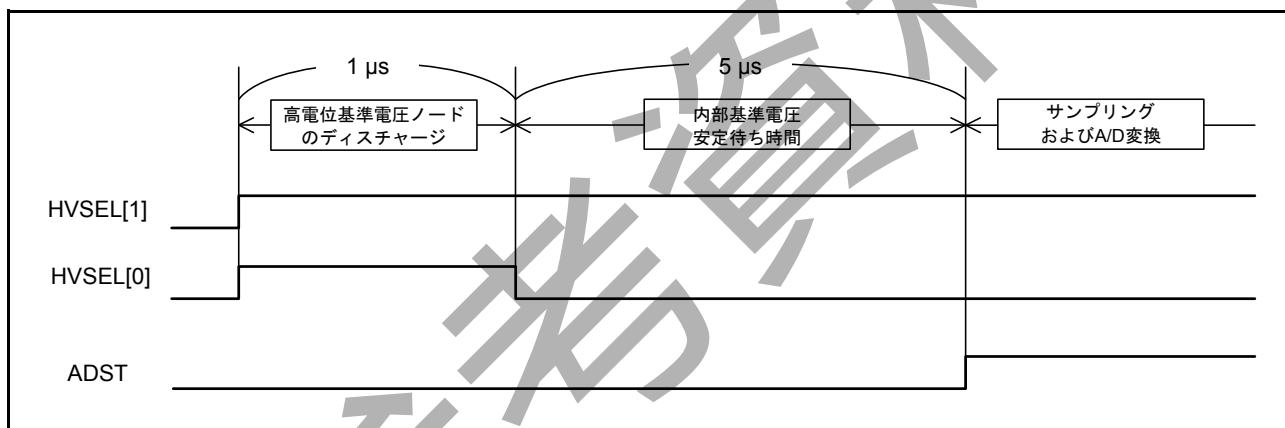 1 μs
5 μs
高電位基準電圧ノード
のディスチャージ
内部基準電圧
安定待ち時間
サンプリング
およびA/D変換
HVSEL[1]
HVSEL[0]
ADST
考資